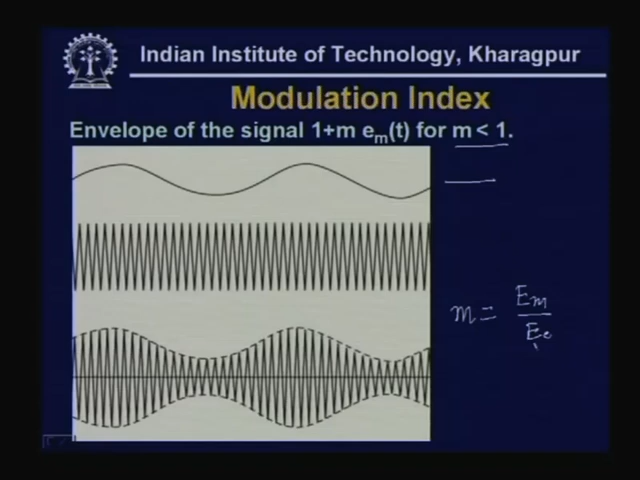 Indian Institute of Technology, Kharagpur
Modulation Index
Envelope of the signal 1+m em(t) for m < 1.
m = Em / Ec